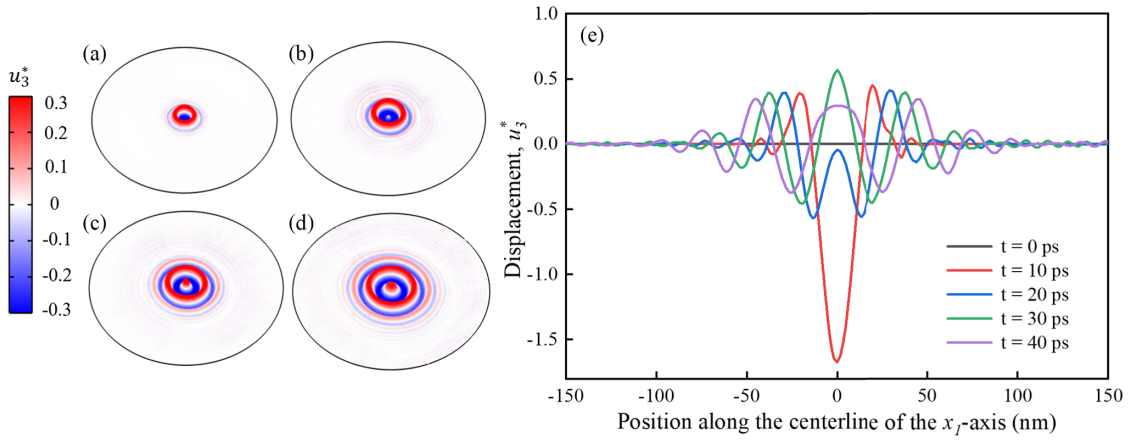 (a)
(b)
u₃*
0.3
0.2
0.1
0
-0.1
-0.2
-0.3
(c)
(d)
(e)
1.0
0.5
0.0
-0.5
-1.0
-1.5
Displacement, u₃*
t = 0 ps
t = 10 ps
t = 20 ps
t = 30 ps
t = 40 ps
-150 -100 -50 0 50 100 150
Position along the centerline of the x₁-axis (nm)